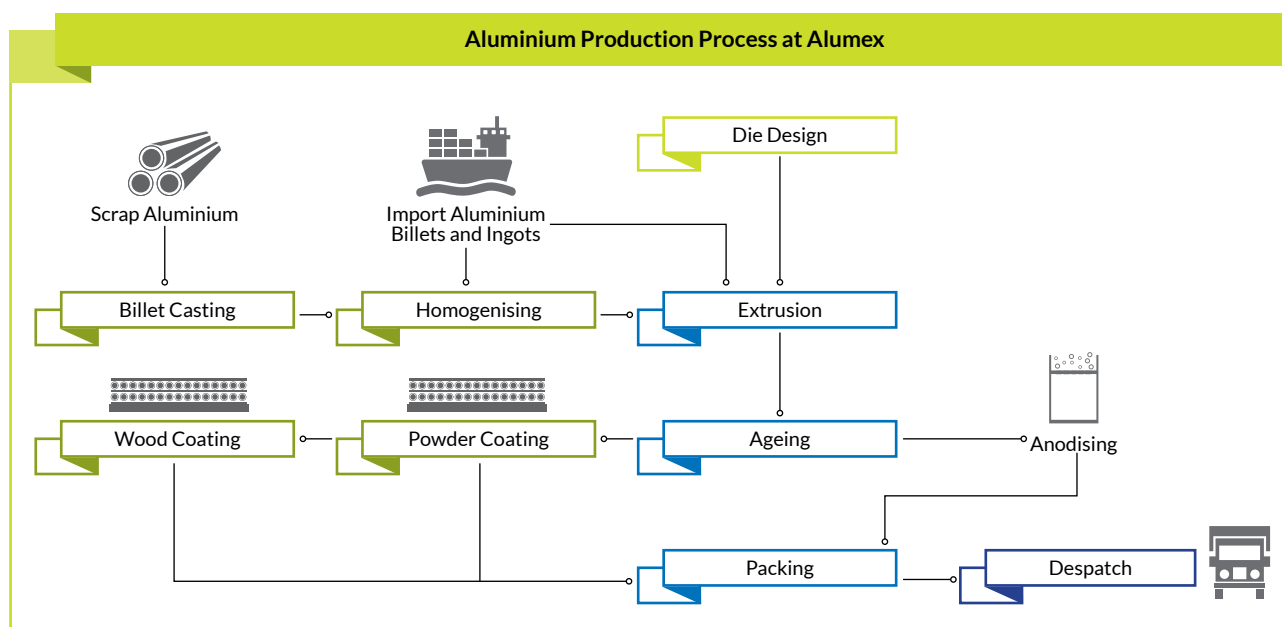 Aluminium Production Process at Alumex
Die Design
Scrap Aluminium
Import Aluminium
Billets and Ingots
Billet Casting
Homogenising
Extrusion
Wood Coating
Powder Coating
Ageing
Anodising
Packing
Despatch